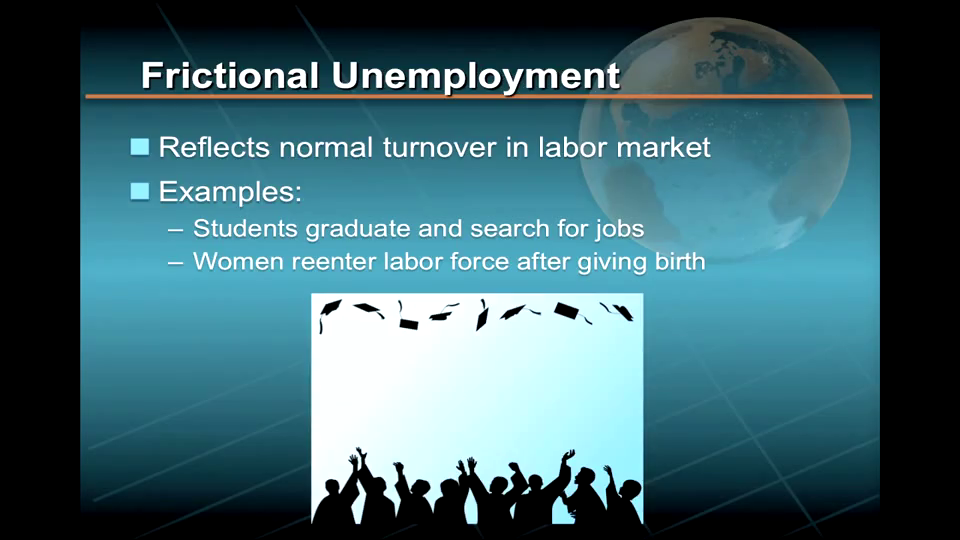 Frictional Unemployment
Reflects normal turnover in labor market
Examples:
– Students graduate and search for jobs
– Women reenter labor force after giving birth